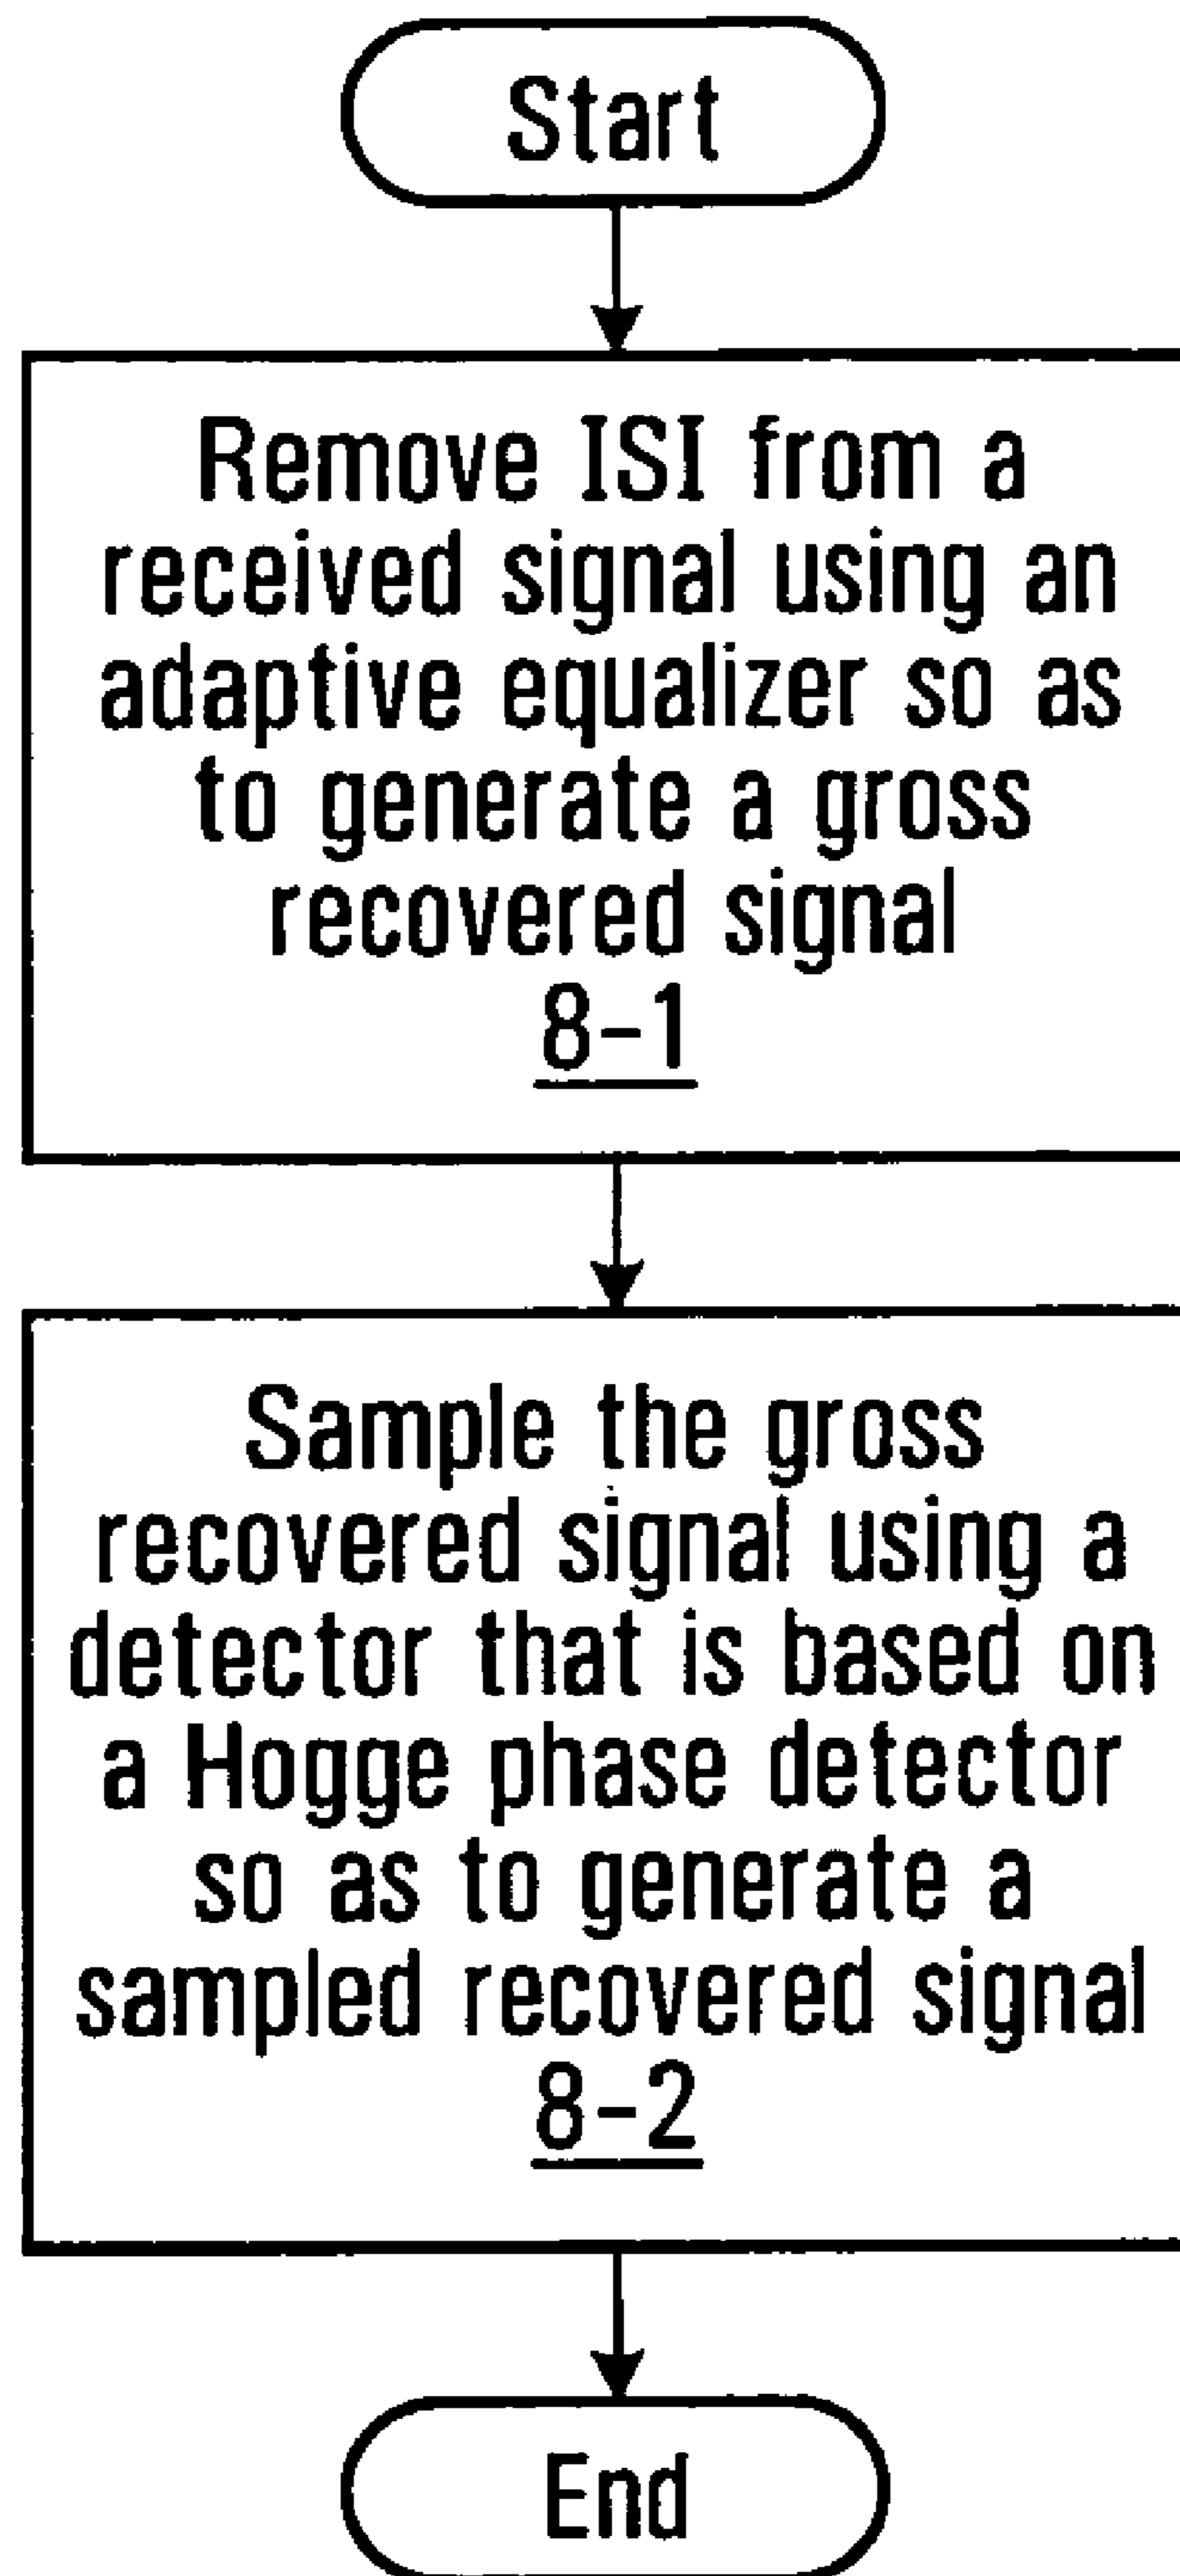 Start
Remove ISI from a
received signal using an
adaptive equalizer so as
to generate a gross
recovered signal
8-1
Sample the gross
recovered signal using a
detector that is based on
a Hogge phase detector
so as to generate a
sampled recovered signal
8-2
End